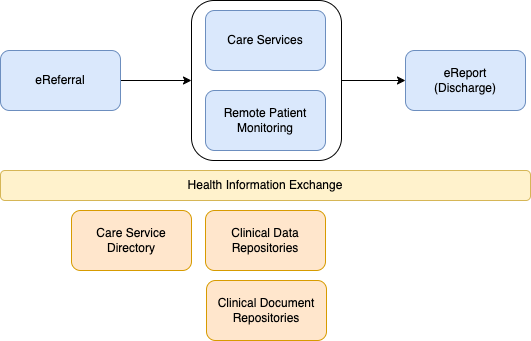 Care Services
eReferral
eReport
(Discharge)
Remote Patient
Monitoring
Health Information Exchange
Care Service
Directory
Clinical Data
Repositories
Clinical Document
Repositories